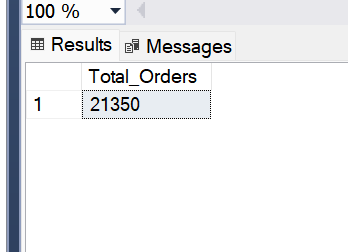 100 %
Results Messages
Total_Orders
1 21350